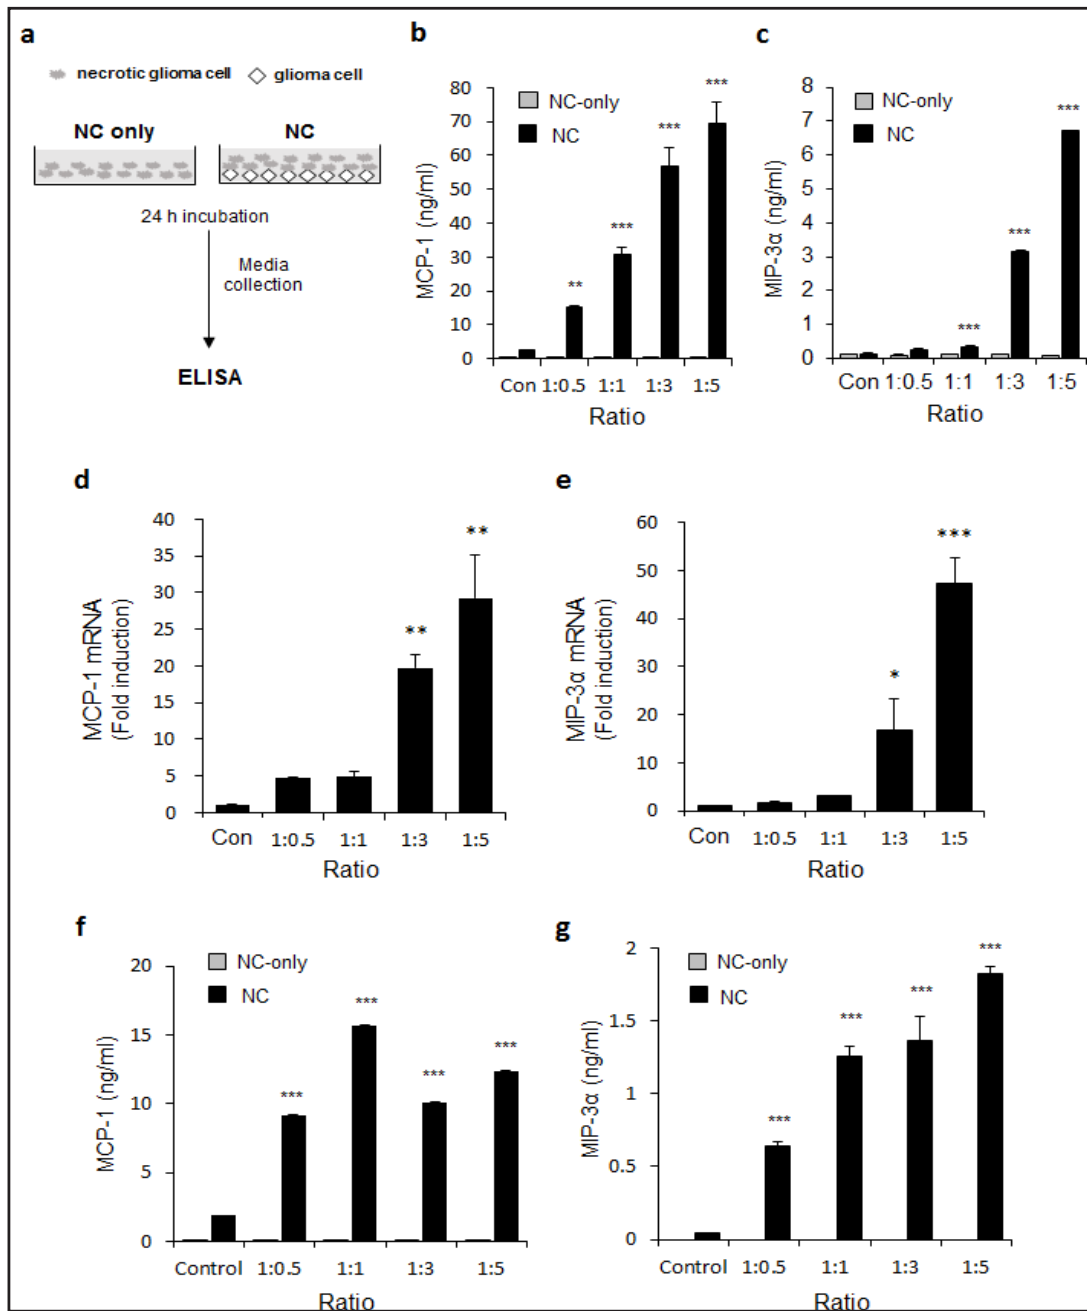 a
necrotic glioma cell glioma cell
NC only NC
24 h incubation
Media
collection
ELISA
b
NC-only
NC
MCP-1 (ng/ml)
80
70
60
50
40
30
20
10
0
**
***
***
***
Con 1:0.5 1:1 1:3 1:5
Ratio
c
NC-only
NC
MIP-3α (ng/ml)
8
7
6
5
4
3
2
1
0
***
***
***
Con 1:0.5 1:1 1:3 1:5
Ratio
d
MCP-1 mRNA
(Fold induction)
40
35
30
25
20
15
10
5
0
**
**
Con 1:0.5 1:1 1:3 1:5
Ratio
e
MIP-3α mRNA
(Fold induction)
60
50
40
30
20
10
0
*
***
Con 1:0.5 1:1 1:3 1:5
Ratio
f
NC-only
NC
MCP-1 (ng/ml)
20
15
10
5
0
***
***
***
***
Control 1:0.5 1:1 1:3 1:5
Ratio
g
NC-only
NC
MIP-3α (ng/ml)
2
1.5
1
0.5
0
***
***
***
***
Control 1:0.5 1:1 1:3 1:5
Ratio